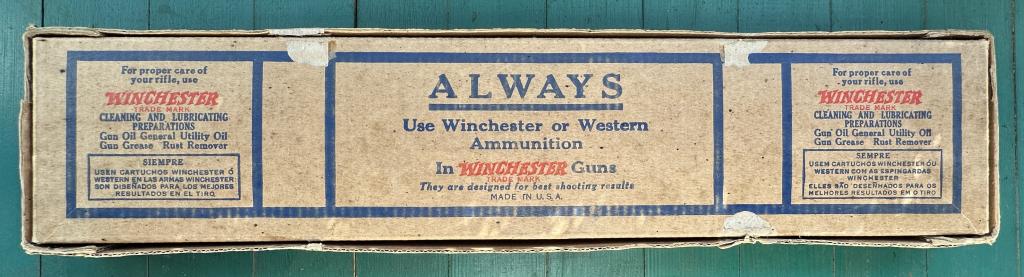 For proper care of
your rifle, use
WINCHESTER
TRADE MARK
CLEANING AND LUBRICATING
PREPARATIONS
Gun Oil General Utility Oil
Gun Grease Rust Remover
SIEMPRE
USEN CARTUCHOS WINCHESTER Ó
WESTERN EN LAS ARMAS WINCHESTER:
SON DISEÑADOS PARA LOS MEJORES
RESULTADOS EN EL TIRO
ALWAYS
Use Winchester or Western
Ammunition
In WINCHESTER Guns
TRADE MARK
They are designed for best shooting results
MADE IN U.S.A.
For proper care of
your rifle, use
WINCHESTER
TRADE MARK
CLEANING AND LUBRICATING
PREPARATIONS
Gun Oil General Utility Oil
Gun Grease Rust Remover
SEMPRE
USEM CARTUCHOS WINCHESTER OU
WESTERN COM AS ESPINGARDAS
WINCHESTER
ELLES SÃO DESENHADOS PARA OS
MELHORES RESULTADOS EM O TIRO